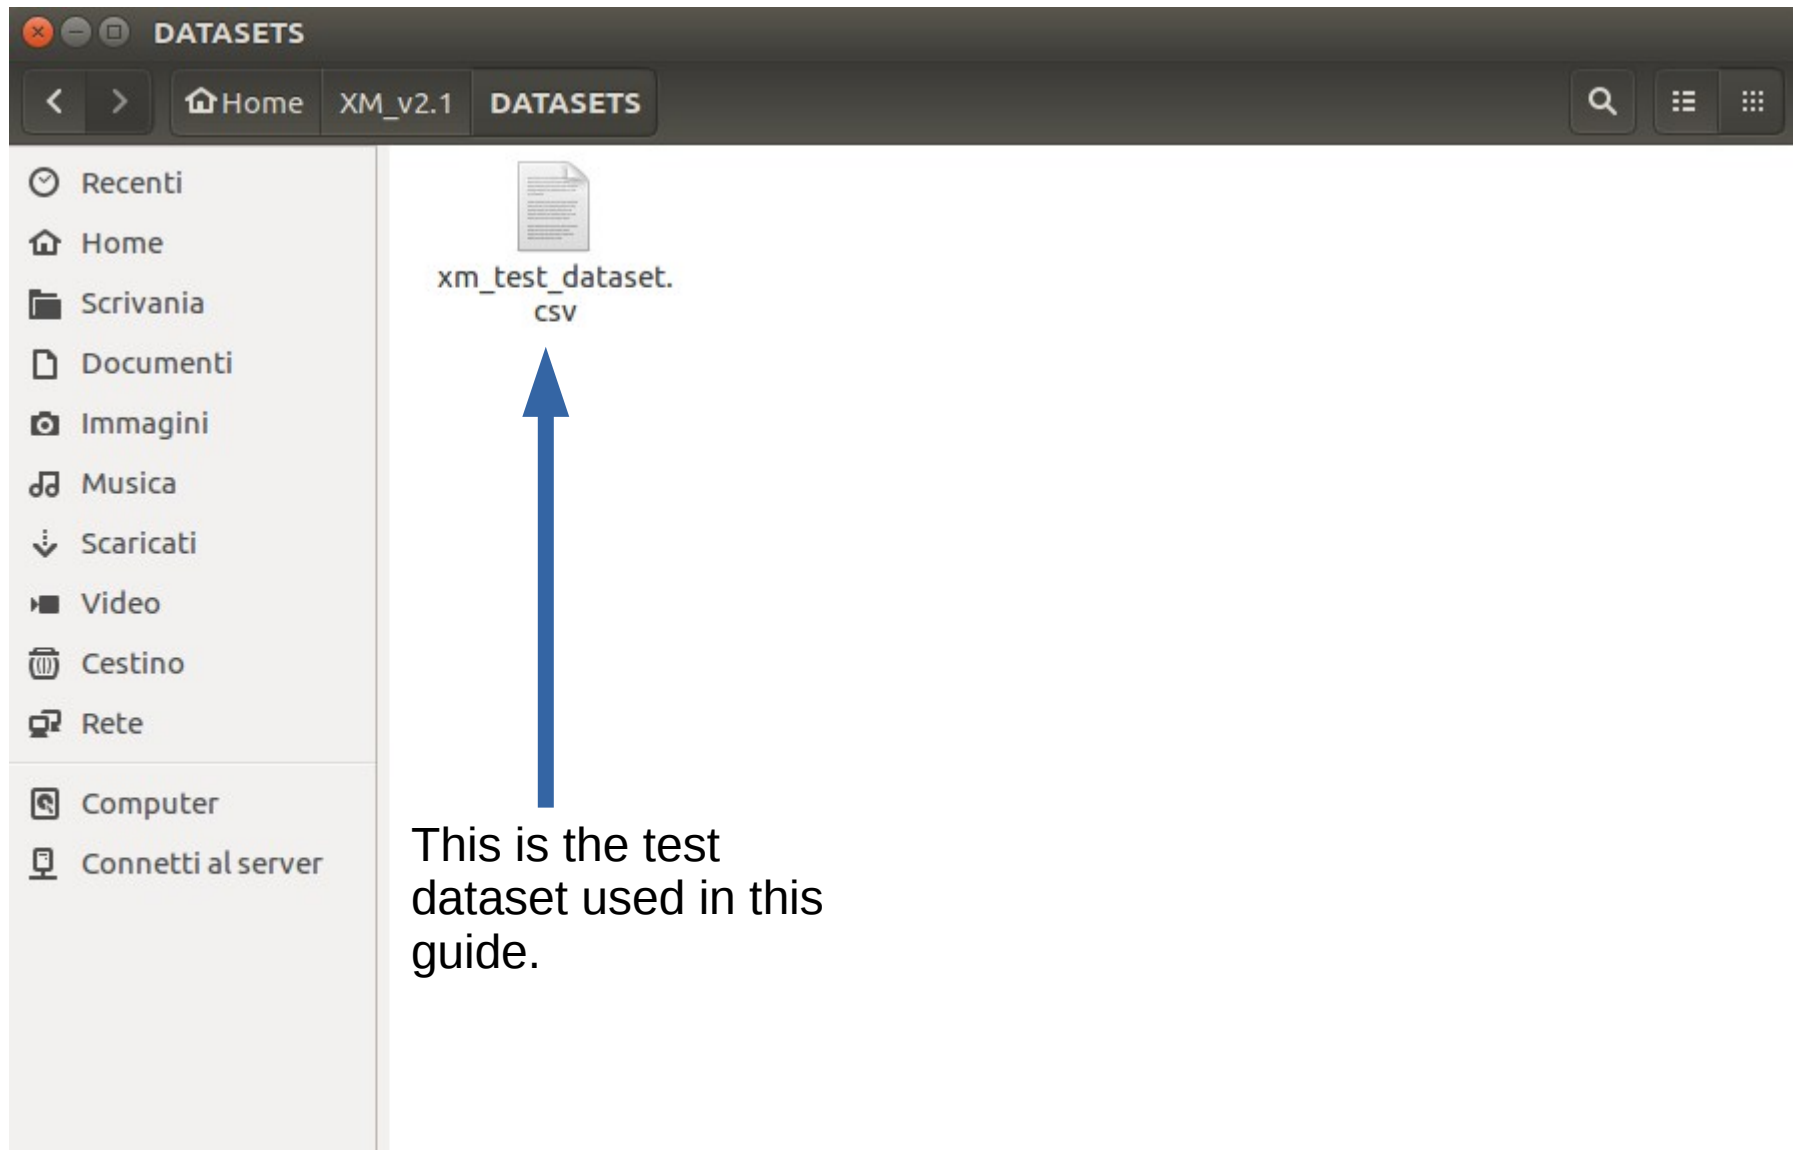 DATASETS
Home XM_v2.1 DATASETS
Recenti
Home
Scrivania
Documenti
Immagini
Musica
Scaricati
Video
Cestino
Rete
Computer
Connetti al server
xm_test_dataset.
csv
This is the test
dataset used in this
guide.